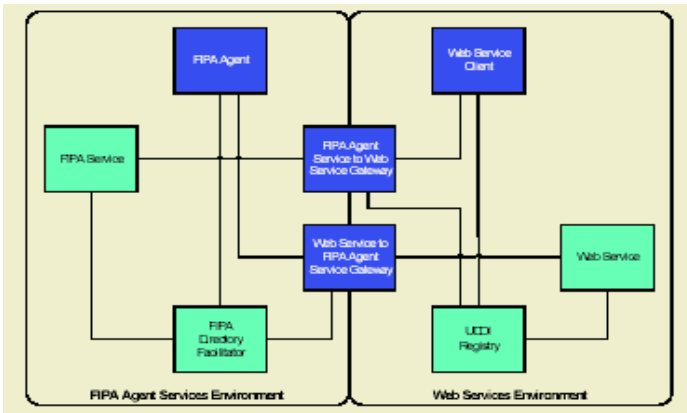 FIPA Agent
Web Service
Client
FIPA Service
FIPA Agent
Service to Web
Service Gateway
Web Service to
FIPA Agent
Service Gateway
Web Service
FIPA
Directory
Facilitator
UDDI
Registry
FIPA Agent Services Environment
Web Services Environment